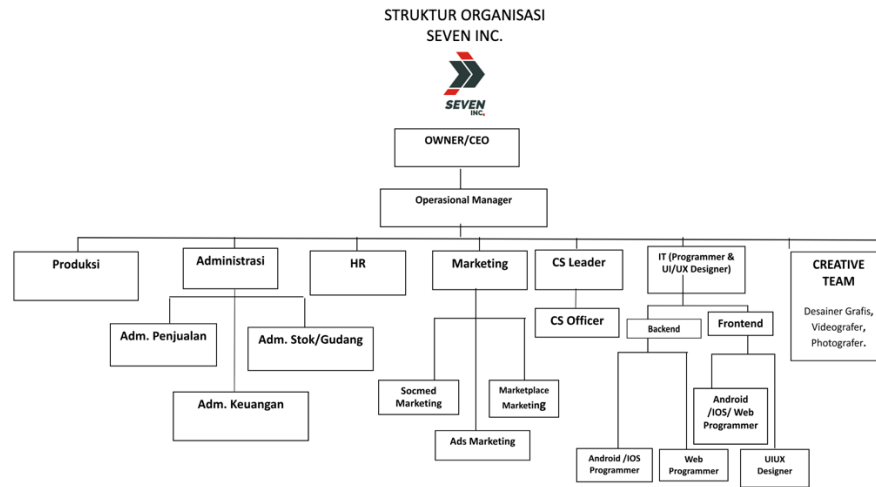 STRUKTUR ORGANISASI
SEVEN INC.
SEVEN
INC.
OWNER/CEO
Operasional Manager
Produksi
Administrasi
HR
Marketing
CS Leader
IT (Programmer &
UI/UX Designer)
CREATIVE
TEAM
Desainer Grafis,
Videografer,
Photografer.
Adm. Penjualan
Adm. Stok/Gudang
Adm. Keuangan
Socmed
Marketing
Marketplace
Marketing
Ads Marketing
CS Officer
Backend
Frontend
Android /IOS
Programmer
Web
Programmer
Android
/IOS/ Web
Programmer
UIUX
Designer